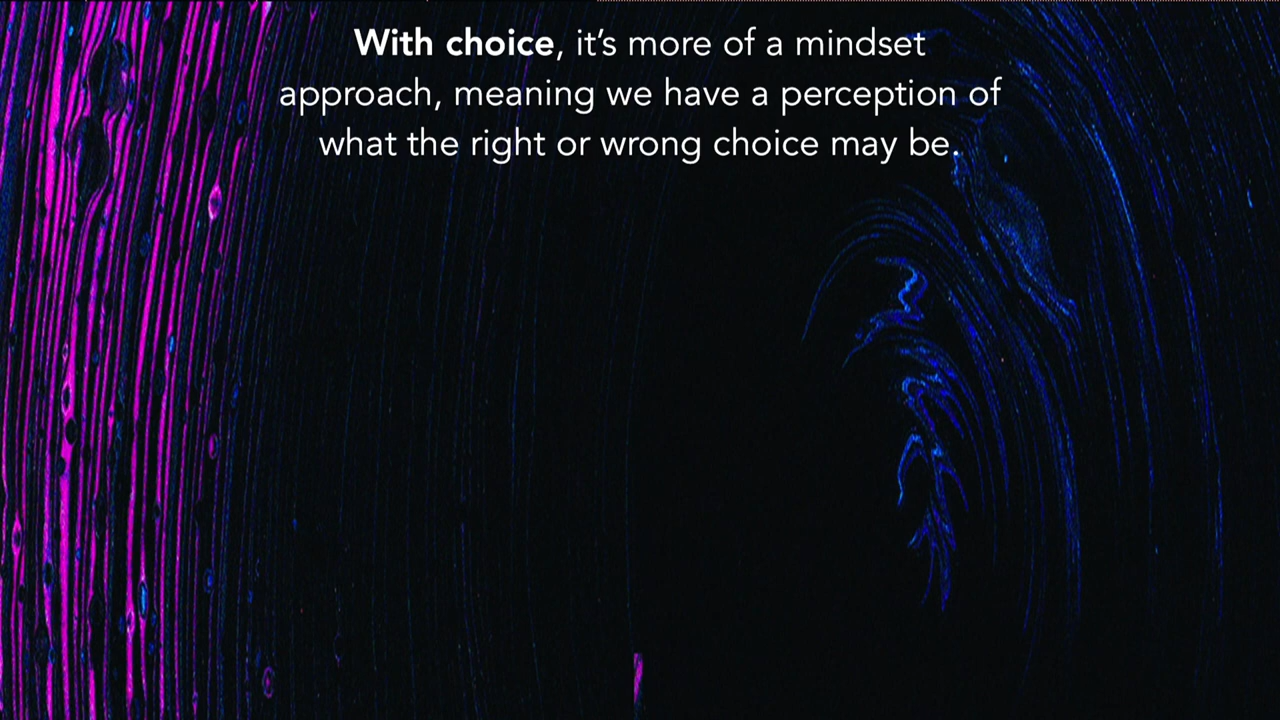 With choice, it's more of a mindset
approach, meaning we have a perception of
what the right or wrong choice may be.